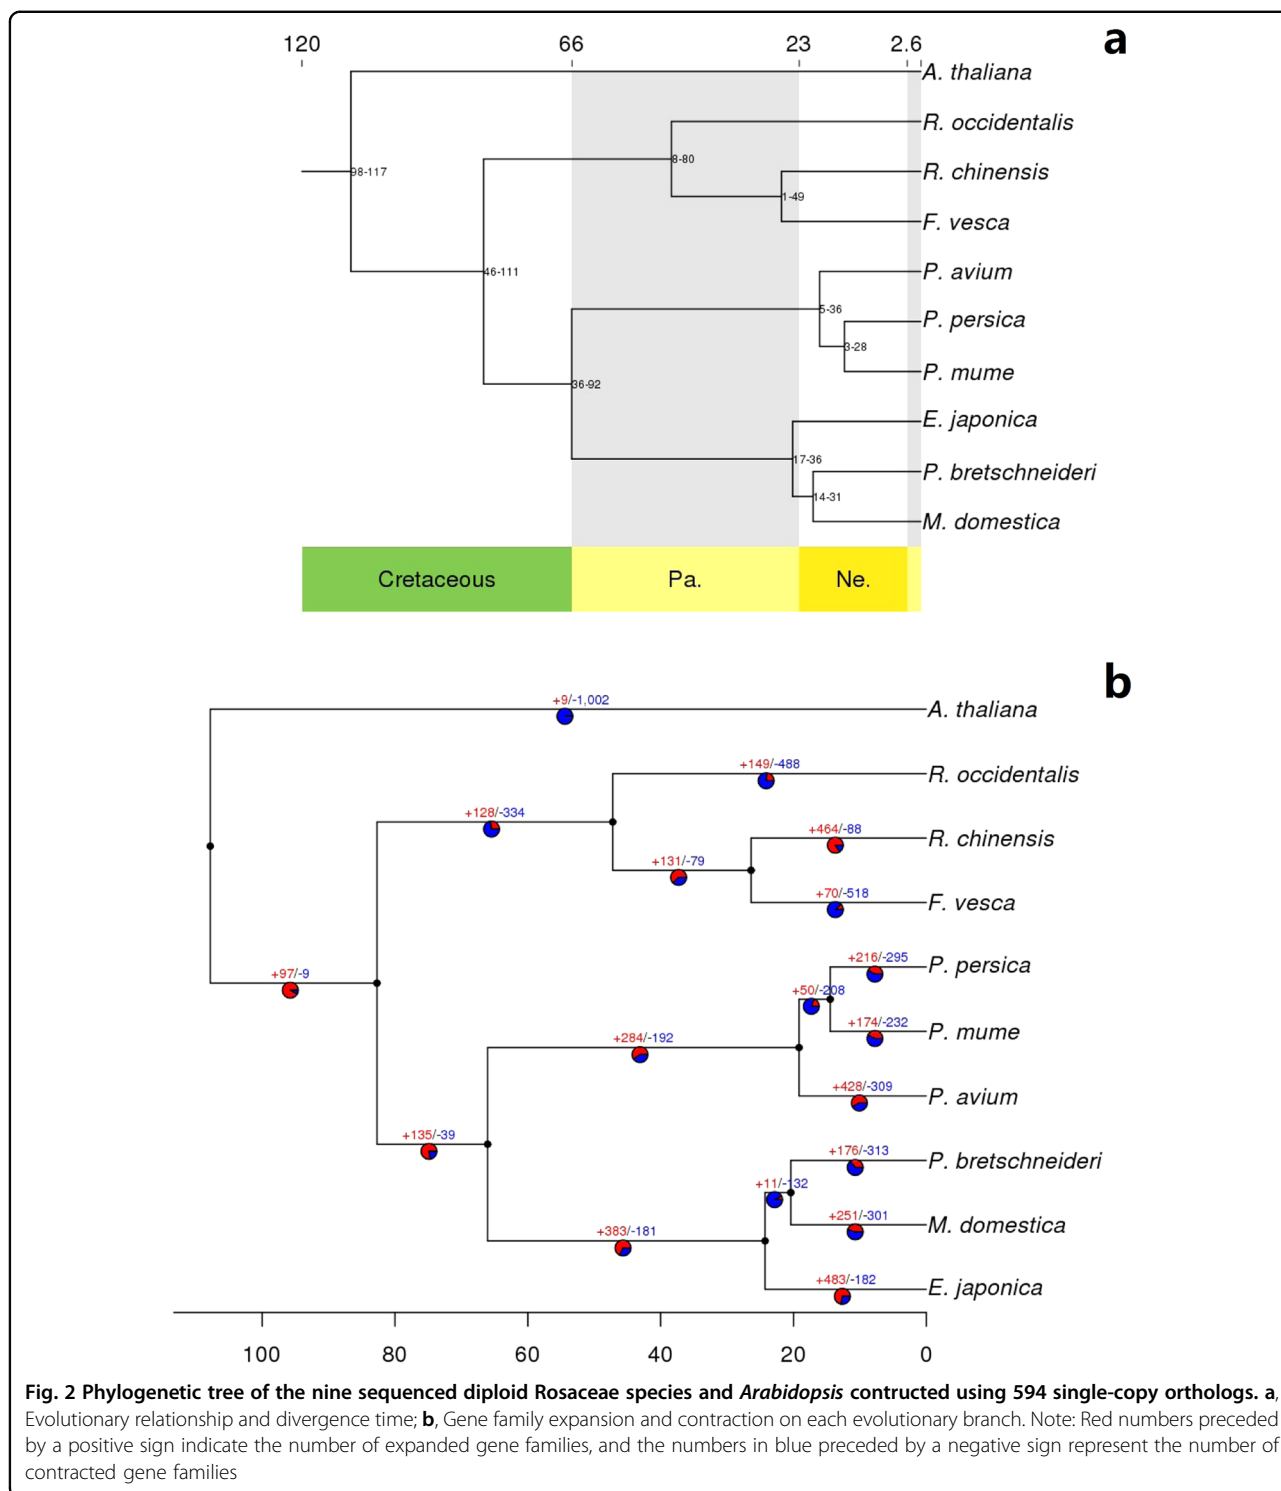 a
120 66 23 2.6
A. thaliana
R. occidentalis
8-80
98-117
R. chinensis
1-49
F. vesca
46-111
P. avium
5-36
P. persica
3-28
P. mume
36-92
E. japonica
17-36
P. bretschneideri
14-31
M. domestica
Cretaceous Pa. Ne.
b
+9/-1,002
A. thaliana
+149/-488
R. occidentalis
+128/-334
+464/-88
R. chinensis
+131/-79
+70/-518
F. vesca
+216/-295
P. persica
+97/-9
+50/-208
+174/-232
P. mume
+284/-192
+428/-309
P. avium
+135/-39
+176/-313
P. bretschneideri
+11/-132
+251/-301
M. domestica
+383/-181
+483/-182
E. japonica
100 80 60 40 20 0
Fig. 2 Phylogenetic tree of the nine sequenced diploid Rosaceae species and Arabidopsis contructed using 594 single-copy orthologs. a,
Evolutionary relationship and divergence time; b, Gene family expansion and contraction on each evolutionary branch. Note: Red numbers preceded
by a positive sign indicate the number of expanded gene families, and the numbers in blue preceded by a negative sign represent the number of
contracted gene families